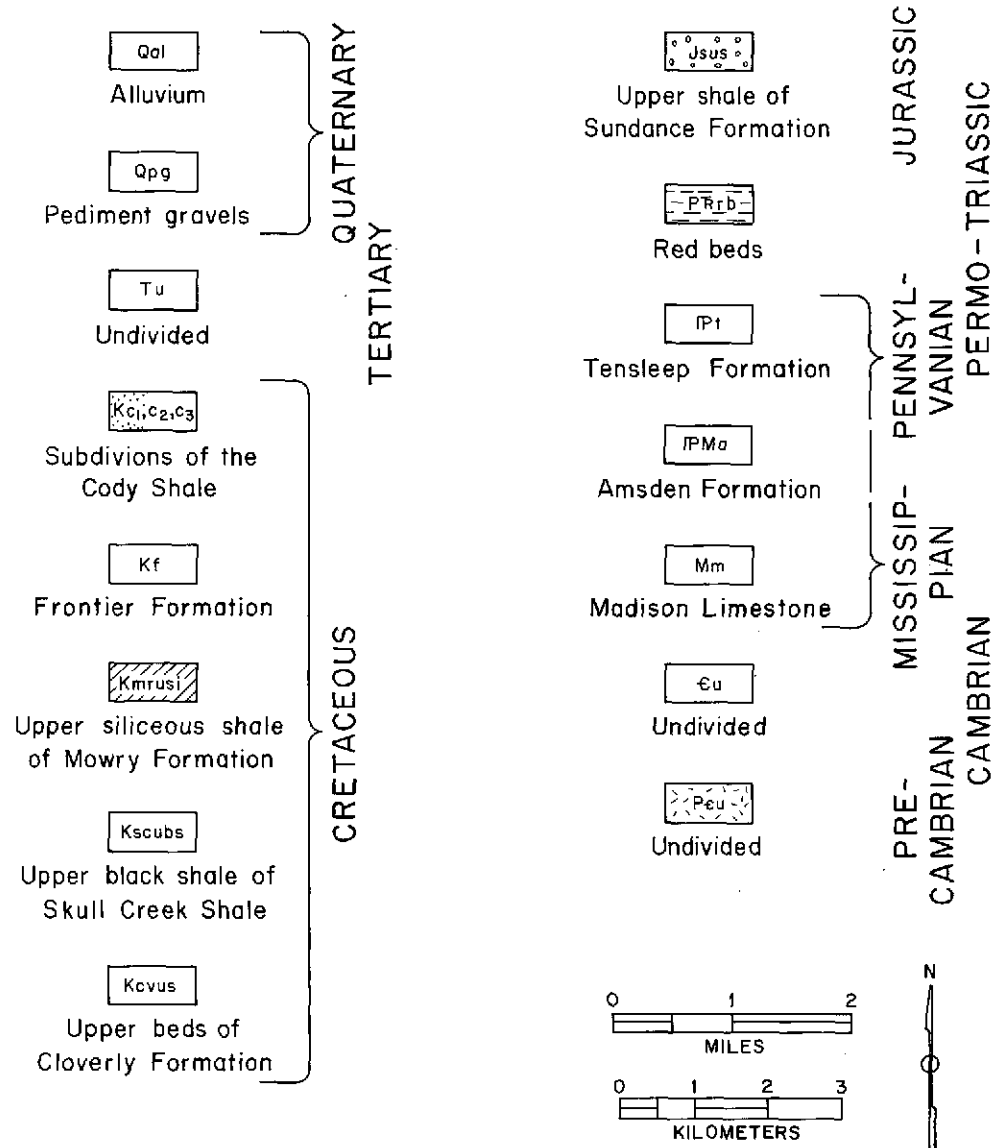 Qal
Alluvium
Qpg
Pediment gravels
QUATERNARY
Tu
Undivided
TERTIARY
Kc₁,c₂,c₃
Subdivions of the
Cody Shale
Kf
Frontier Formation
Kmrusi
Upper siliceous shale
of Mowry Formation
Kscubs
Upper black shale of
Skull Creek Shale
Kcvus
Upper beds of
Cloverly Formation
CRETACEOUS
Jsus
Upper shale of
Sundance Formation
JURASSIC
PTRrb
Red beds
PERMO-TRIASSIC
IPt
Tensleep Formation
PENNSYL-
VANIAN
IPMa
Amsden Formation
Mm
Madison Limestone
MISSISSIP-
PIAN
Єu
Undivided
CAMBRIAN
PЄu
Undivided
PRE-
CAMBRIAN
N
0 1 2
MILES
0 1 2 3
KILOMETERS